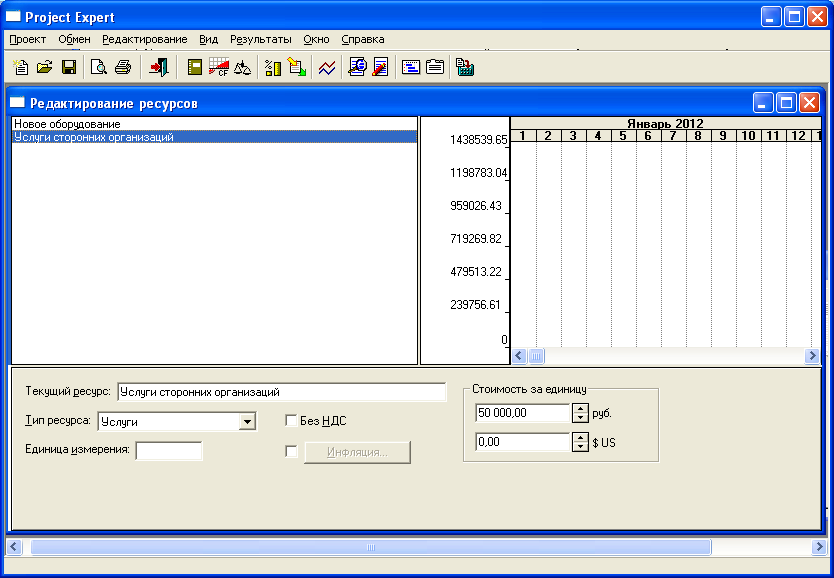 Project Expert
Проект Обмен Редактирование Вид Результаты Окно Справка
Редактирование ресурсов
Новое оборудование
Услуги сторонних организаций
Январь 2012
1 2 3 4 5 6 7 8 9 10 11 12 1
1438539.65
1198783.04
959026.43
719269.82
479513.22
239756.61
0
Текущий ресурс: Услуги сторонних организаций
Тип ресурса: Услуги
Без НДС
Единица измерения:
Инфляция...
Стоимость за единицу
50 000,00 руб.
0,00 $ US